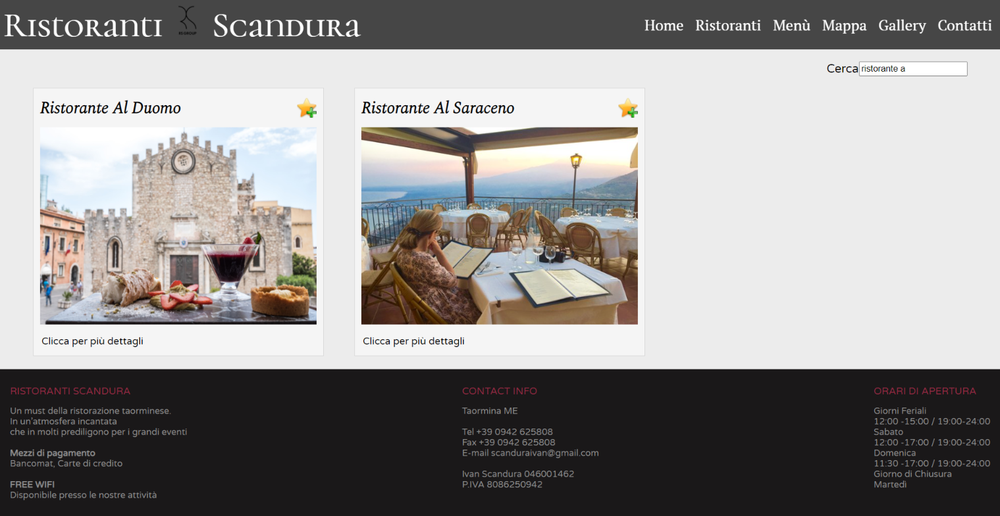 Ristoranti
RS GROUP
Scandura
Home
Ristoranti
Menù
Mappa
Gallery
Contatti
Cerca
ristorante a
Ristorante Al Duomo
Ristorante Al Saraceno
Clicca per più dettagli
Clicca per più dettagli
RISTORANTI SCANDURA
Un must della ristorazione taorminese.
In un'atmosfera incantata
che in molti prediligono per i grandi eventi
Mezzi di pagamento
Bancomat, Carte di credito
FREE WIFI
Disponibile presso le nostre attività
CONTACT INFO
Taormina ME
Tel +39 0942 625808
Fax +39 0942 625808
E-mail scanduraivan@gmail.com
Ivan Scandura 046001462
P.IVA 8086250942
ORARI DI APERTURA
Giorni Feriali
12:00 -15:00 / 19:00-24:00
Sabato
12:00 -17:00 / 19:00-24:00
Domenica
11:30 -17:00 / 19:00-24:00
Giorno di Chiusura
Martedì